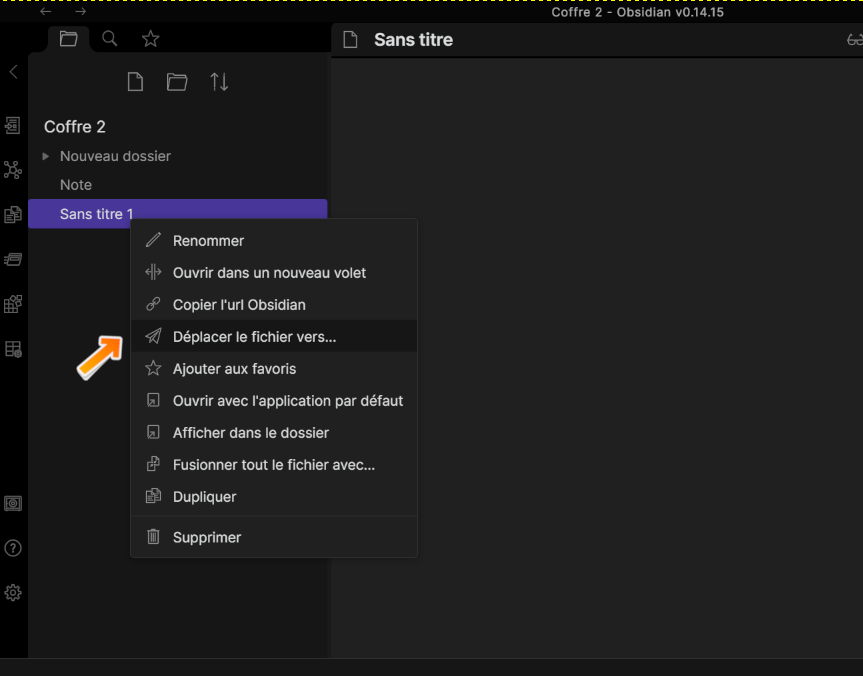 Coffre 2 - Obsidian v0.14.15
Sans titre
Coffre 2
Nouveau dossier
Note
Sans titre 1
Renommer
Ouvrir dans un nouveau volet
Copier l'url Obsidian
Déplacer le fichier vers...
Ajouter aux favoris
Ouvrir avec l'application par défaut
Afficher dans le dossier
Fusionner tout le fichier avec...
Dupliquer
Supprimer